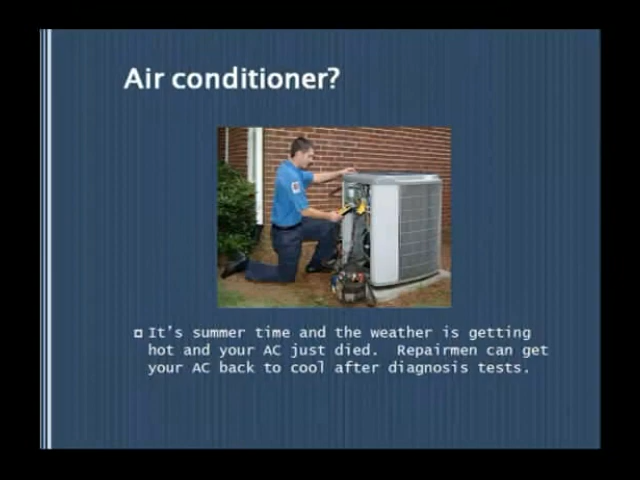 Air conditioner?
It's summer time and the weather is getting
hot and your AC just died.  Repairmen can get
your AC back to cool after diagnosis tests.